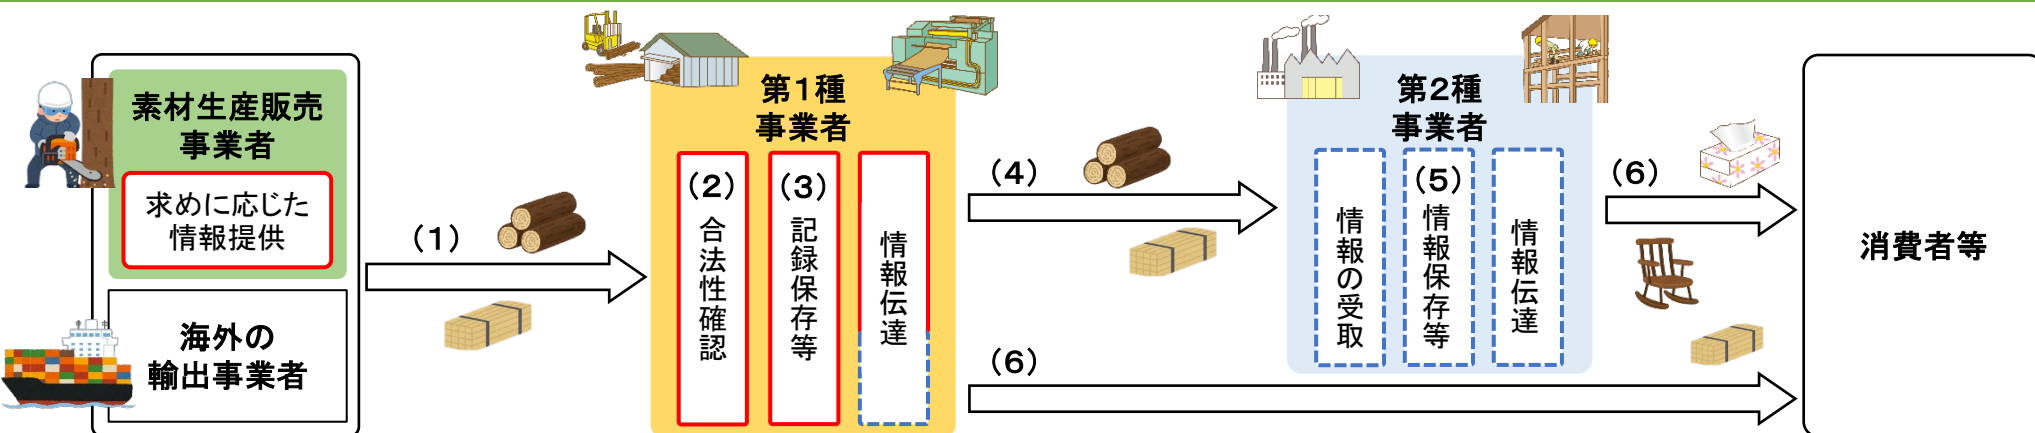 素材生産販売
事業者
求めに応じた
情報提供
海外の
輸出事業者
（1）
第1種
事業者
（2）
合法性確認
（3）
記録保存等
情報伝達
（4）
（6）
第2種
事業者
情報の受取
（5）
情報保存等
情報伝達
（6）
消費者等